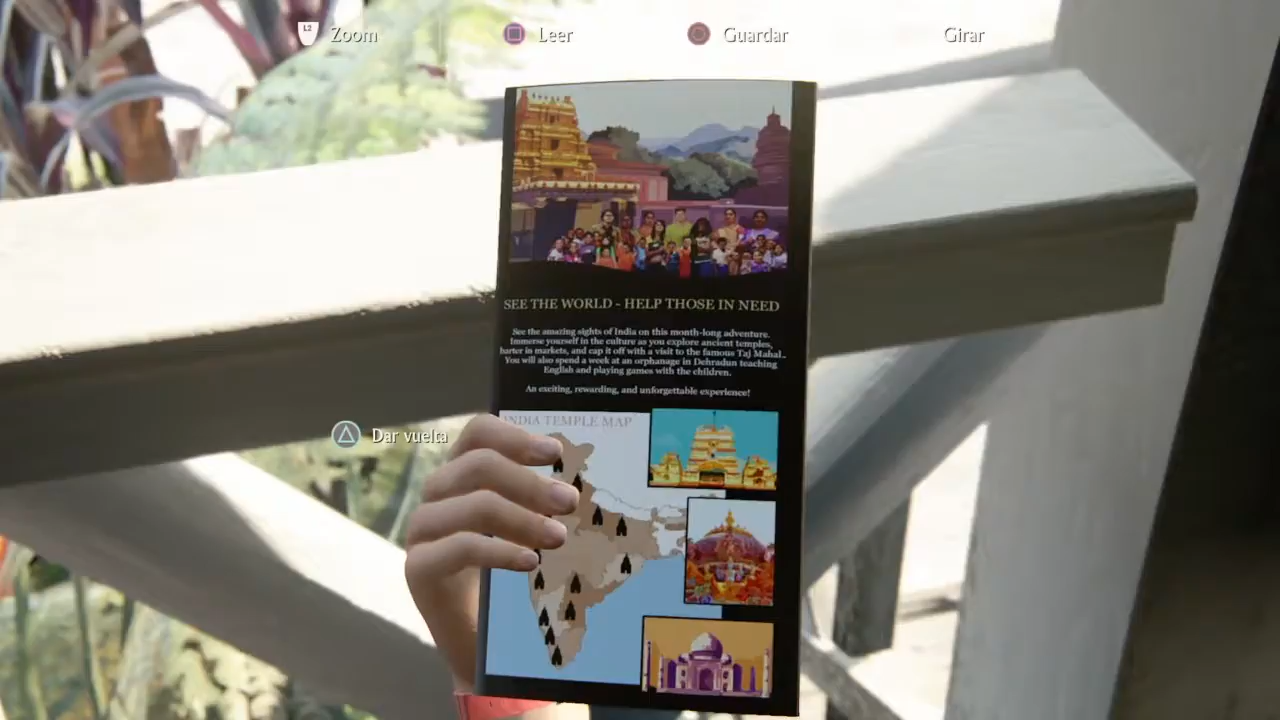 L2 Zoom
Leer
Guardar
Girar
SEE THE WORLD - HELP THOSE IN NEED
See the amazing sights of India on this month-long adventure.
Immerse yourself in the culture as you explore ancient temples,
barter in markets, and cap it off with a visit to the famous Taj Mahal.
You will also spend a week at an orphanage in Dehradun teaching
English and playing games with the children.
An exciting, rewarding, and unforgettable experience!
INDIA TEMPLE MAP
Dar vuelta